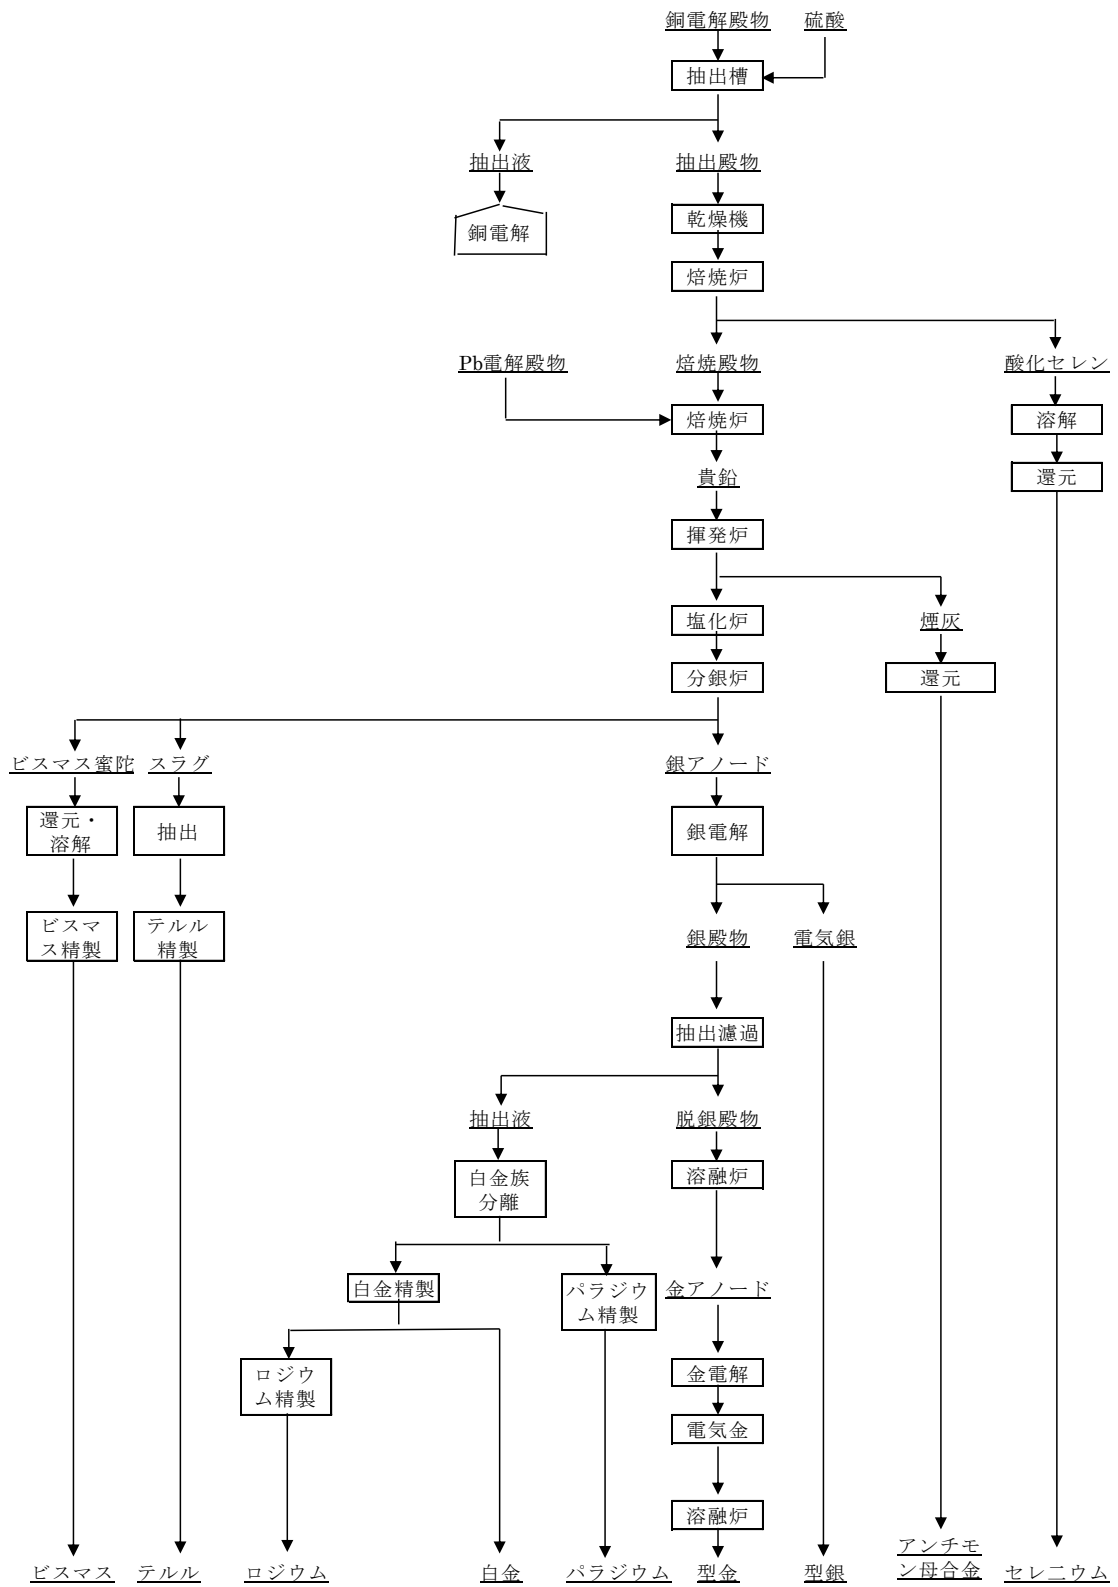 銅電解殿物
硫酸
抽出槽
抽出液
抽出殿物
銅電解
乾燥機
焙焼炉
Pb電解殿物
焙焼殿物
酸化セレン
焙焼炉
溶解
貴鉛
還元
揮発炉
塩化炉
煙灰
分銀炉
還元
ビスマス蜜陀
スラグ
銀アノード
還元・
溶解
抽出
銀電解
ビスマ
ス精製
テルル
精製
銀殿物
電気銀
抽出濾過
抽出液
脱銀殿物
白金族
分離
溶融炉
白金精製
パラジウ
ム精製
金アノード
ロジウ
ム精製
金電解
電気金
溶融炉
ビスマス
テルル
ロジウム
白金
パラジウム
型金
型銀
アンチモ
ン母合金
セレニウム